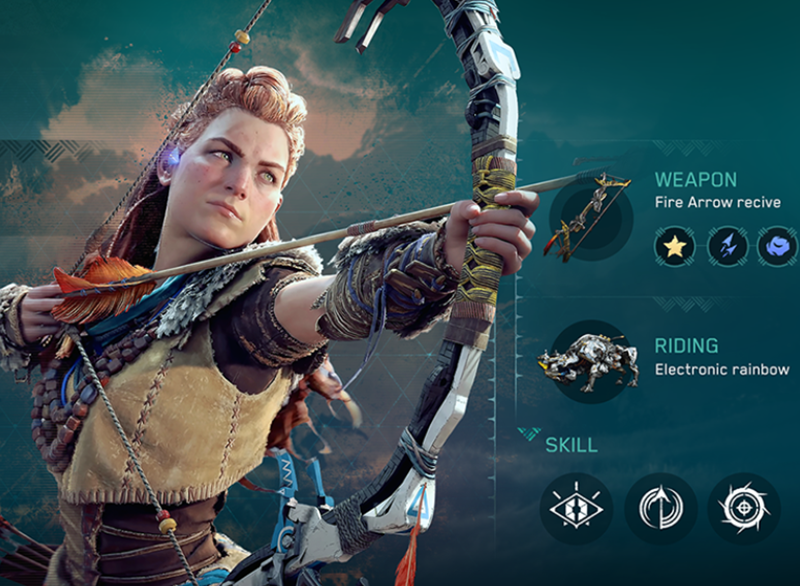 WEAPON
Fire Arrow recive
RIDING
Electronic rainbow
SKILL